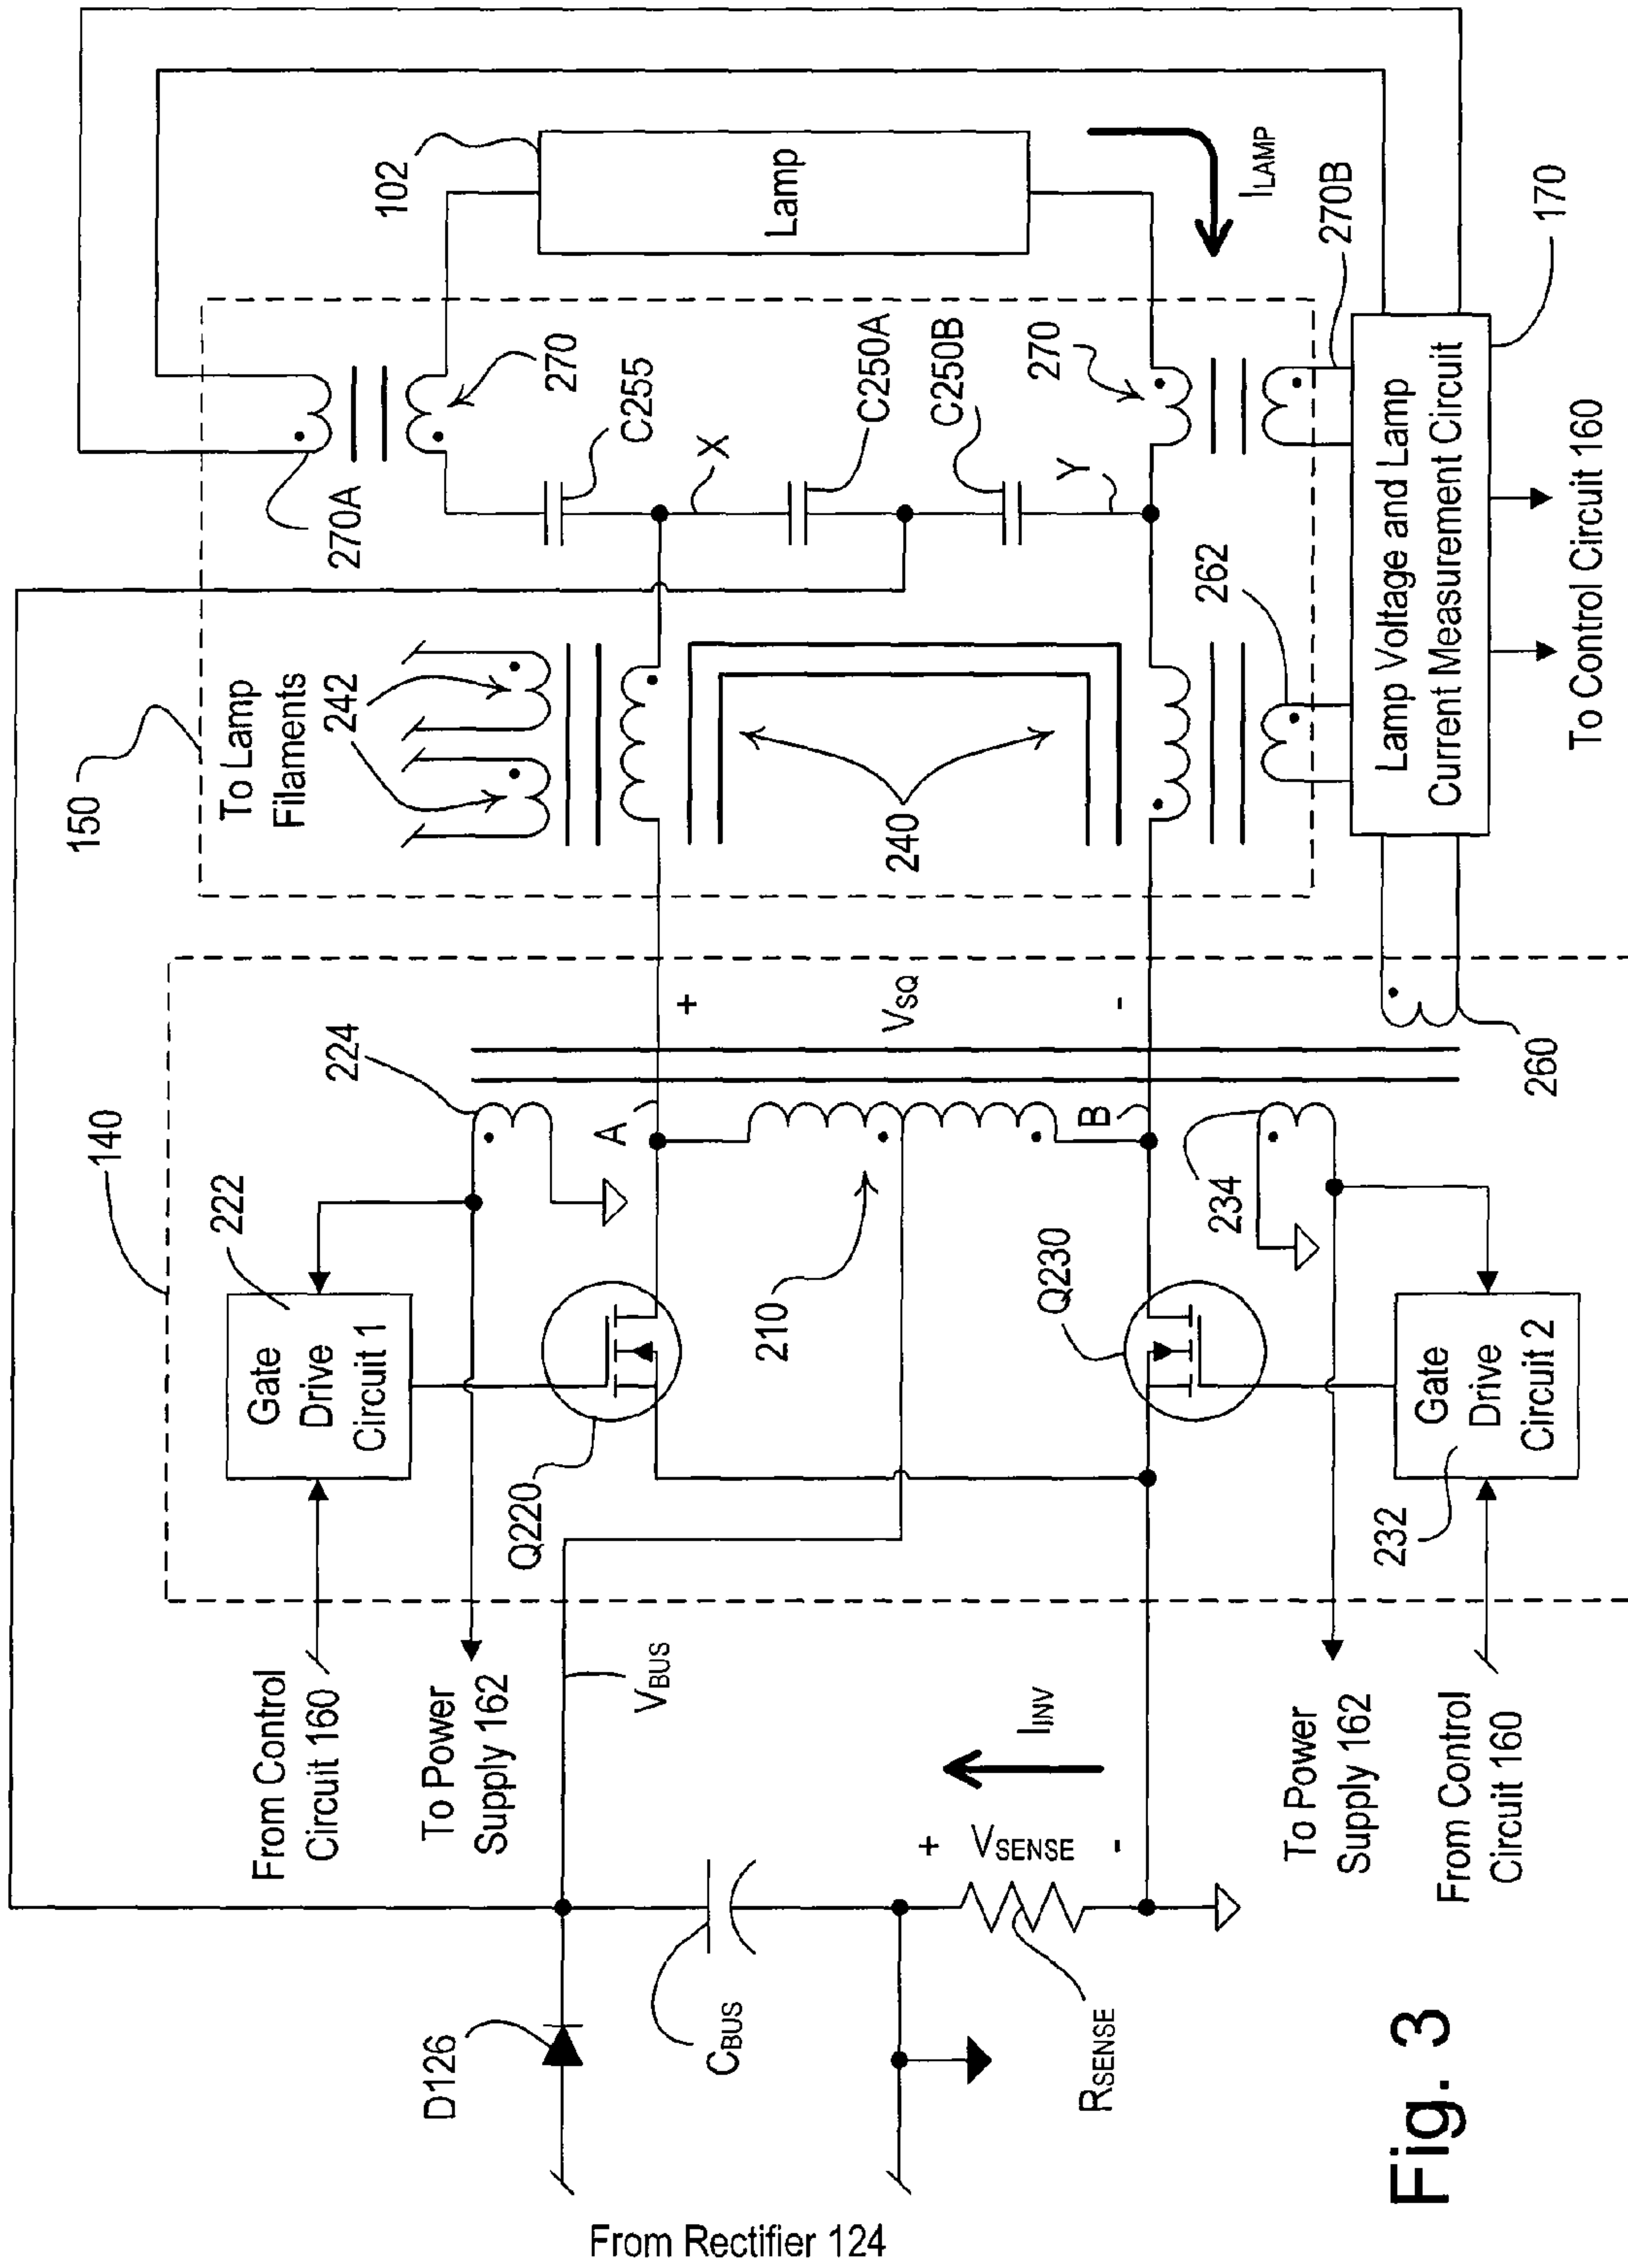 150
To Lamp
Filaments
242
270A
102
Lamp
270
C255
X
C250A
C250B
240
270
Y
I LAMP
270B
262
170
Lamp Voltage and Lamp
Current Measurement Circuit
To Control Circuit 160
140
222
Gate
Drive
Circuit 1
224
A
+
VSQ
-
B
210
Q220
Q230
234
260
Gate
Drive
Circuit 2
232
From Control
Circuit 160
To Power
Supply 162
VBUS
IINV
To Power
Supply 162
From Control
Circuit 160
D126
CBUS
+
VSENSE
-
RSENSE
From Rectifier 124
Fig. 3